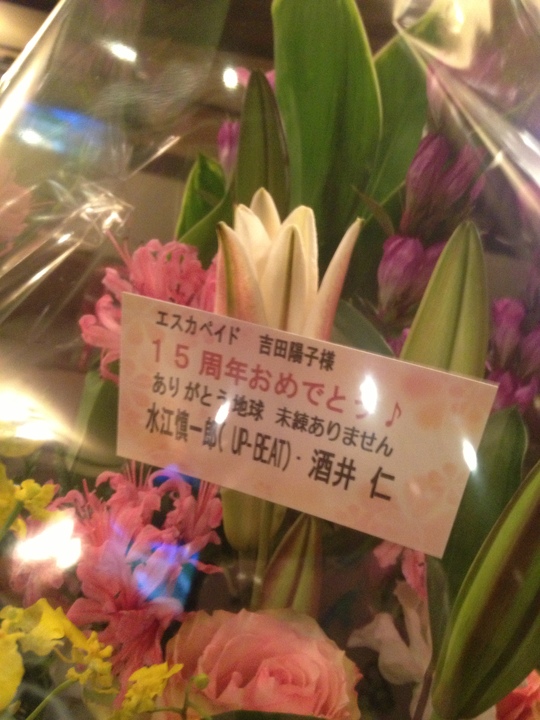 エスカペイド 吉田陽子様
15周年おめでとう♪
ありがとう地球 未練ありません
水江慎一郎(UP-BEAT)・酒井 仁